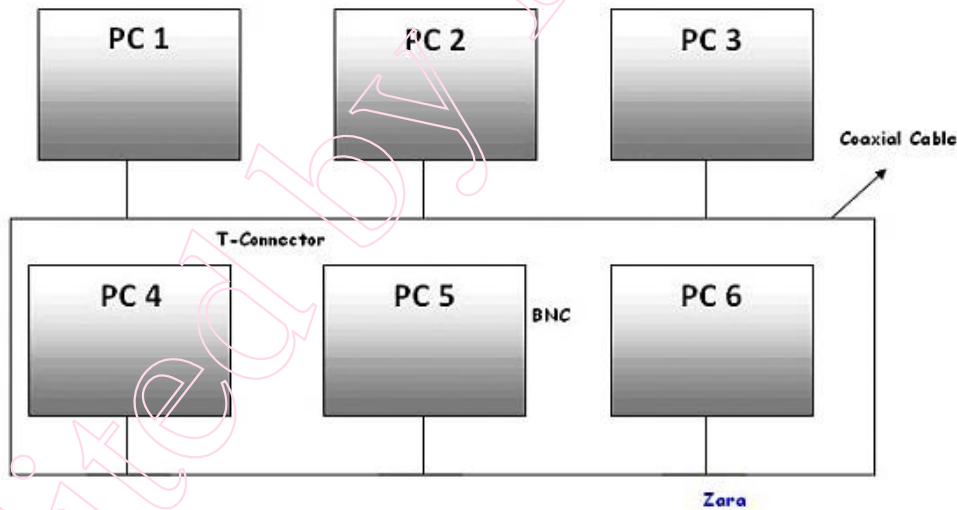 PC 1
PC 2
PC 3
Coaxial Cable
T-Connector
PC 4
PC 5
BNC
PC 6
Zara